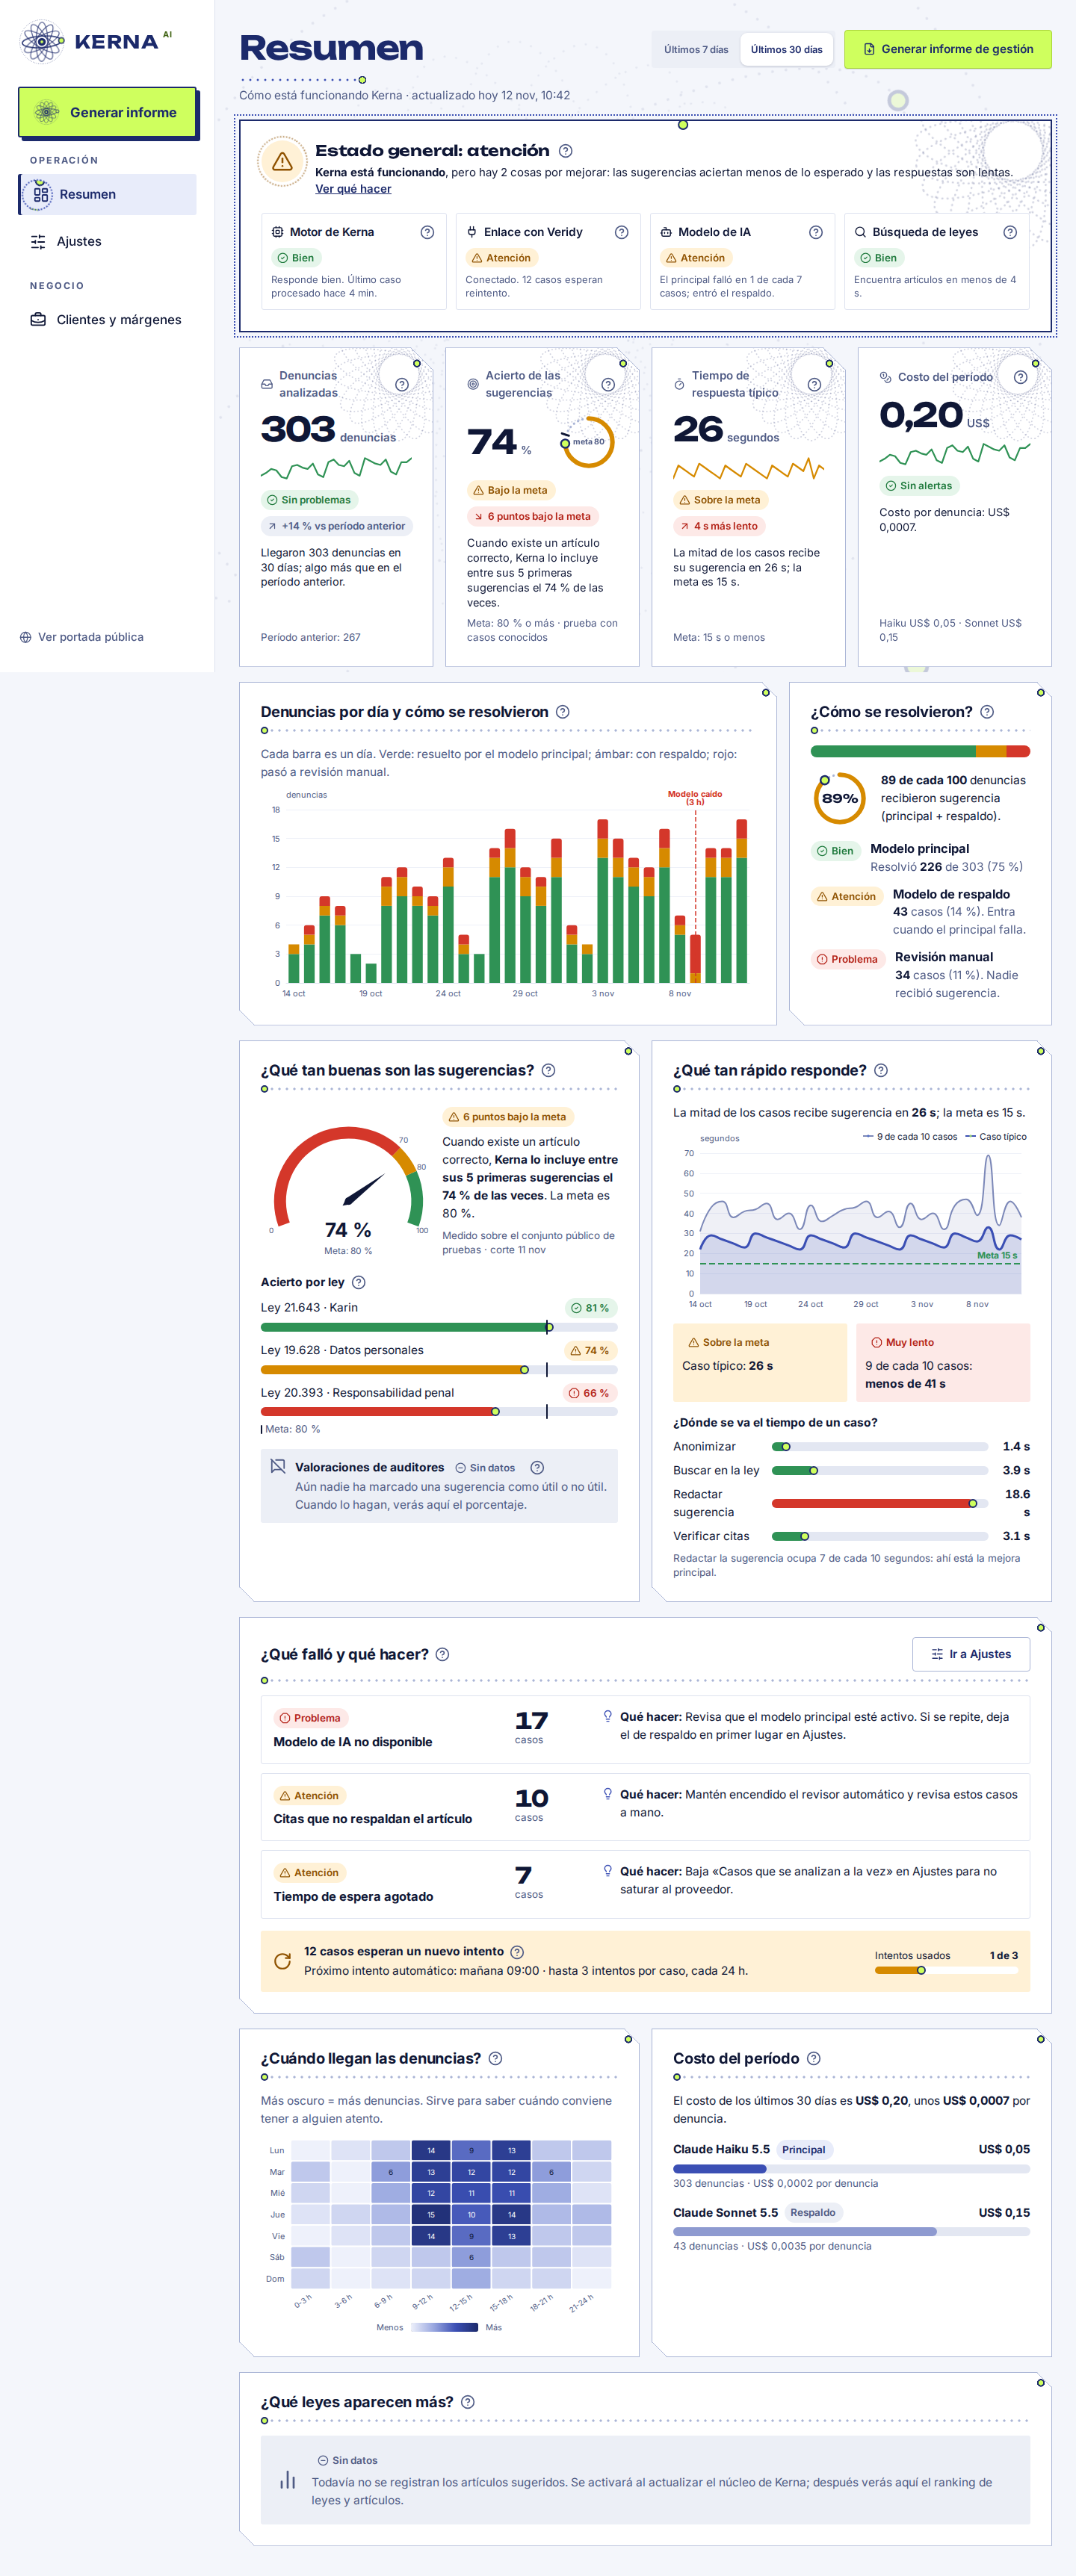 KERNA AI
Generar informe
OPERACIÓN
Resumen
Ajustes
NEGOCIO
Clientes y márgenes
Ver portada pública
Resumen
Cómo está funcionando Kerna · actualizado hoy 12 nov, 10:42
Últimos 7 días
Últimos 30 días
Generar informe de gestión
Estado general: atención
Kerna está funcionando, pero hay 2 cosas por mejorar: las sugerencias aciertan menos de lo esperado y las respuestas son lentas.
Ver qué hacer
Motor de Kerna
Bien
Responde bien. Último caso
procesado hace 4 min.
Enlace con Veridy
Atención
Conectado. 12 casos esperan
reintento.
Modelo de IA
Atención
El principal falló en 1 de cada 7
casos; entró el respaldo.
Búsqueda de leyes
Bien
Encuentra artículos en menos de 4
s.
Denuncias
analizadas
303 denuncias
Sin problemas
+14 % vs período anterior
Llegaron 303 denuncias en
30 días; algo más que en el
período anterior.
Período anterior: 267
Acierto de las
sugerencias
74 %
meta 80
Bajo la meta
6 puntos bajo la meta
Cuando existe un artículo
correcto, Kerna lo incluye
entre sus 5 primeras
sugerencias el 74 % de las
veces.
Meta: 80 % o más · prueba con
casos conocidos
Tiempo de
respuesta típico
26 segundos
Sobre la meta
4 s más lento
La mitad de los casos recibe
su sugerencia en 26 s; la
meta es 15 s.
Meta: 15 s o menos
Costo del período
0,20 US$
Sin alertas
Costo por denuncia: US$
0,0007.
Haiku US$ 0,05 · Sonnet US$
0,15
Denuncias por día y cómo se resolvieron
Cada barra es un día. Verde: resuelto por el modelo principal; ámbar: con respaldo; rojo:
pasó a revisión manual.
denuncias
Modelo caído
(3 h)
18
15
12
9
6
3
0
14 oct
19 oct
24 oct
29 oct
3 nov
8 nov
¿Cómo se resolvieron?
89%
89 de cada 100 denuncias
recibieron sugerencia
(principal + respaldo).
Bien
Modelo principal
Resolvió 226 de 303 (75 %)
Atención
Modelo de respaldo
43 casos (14 %). Entra
cuando el principal falla.
Problema
Revisión manual
34 casos (11 %). Nadie
recibió sugerencia.
¿Qué tan buenas son las sugerencias?
0
70
80
100
74 %
Meta: 80 %
6 puntos bajo la meta
Cuando existe un artículo
correcto, Kerna lo incluye entre
sus 5 primeras sugerencias el
74 % de las veces. La meta es
80 %.
Medido sobre el conjunto público de
pruebas · corte 11 nov
Acierto por ley
Ley 21.643 · Karin
81 %
Ley 19.628 · Datos personales
74 %
Ley 20.393 · Responsabilidad penal
66 %
Meta: 80 %
Valoraciones de auditores
Sin datos
Aún nadie ha marcado una sugerencia como útil o no útil.
Cuando lo hagan, verás aquí el porcentaje.
¿Qué tan rápido responde?
La mitad de los casos recibe sugerencia en 26 s; la meta es 15 s.
segundos
9 de cada 10 casos
Caso típico
70
60
50
40
30
20
10
0
Meta 15 s
14 oct
19 oct
24 oct
29 oct
3 nov
8 nov
Sobre la meta
Caso típico: 26 s
Muy lento
9 de cada 10 casos:
menos de 41 s
¿Dónde se va el tiempo de un caso?
Anonimizar
1.4 s
Buscar en la ley
3.9 s
Redactar
sugerencia
18.6
s
Verificar citas
3.1 s
Redactar la sugerencia ocupa 7 de cada 10 segundos: ahí está la mejora
principal.
¿Qué falló y qué hacer?
Ir a Ajustes
Problema
Modelo de IA no disponible
17
casos
Qué hacer: Revisa que el modelo principal esté activo. Si se repite, deja
el de respaldo en primer lugar en Ajustes.
Atención
Citas que no respaldan el artículo
10
casos
Qué hacer: Mantén encendido el revisor automático y revisa estos casos
a mano.
Atención
Tiempo de espera agotado
7
casos
Qué hacer: Baja «Casos que se analizan a la vez» en Ajustes para no
saturar al proveedor.
12 casos esperan un nuevo intento
Próximo intento automático: mañana 09:00 · hasta 3 intentos por caso, cada 24 h.
Intentos usados
1 de 3
¿Cuándo llegan las denuncias?
Más oscuro = más denuncias. Sirve para saber cuándo conviene
tener a alguien atento.
Lun 14 9 13
Mar 6 13 12 12 6
Mié 12 11 11
Jue 15 10 14
Vie 14 9 13
Sáb 6
Dom
0-3 h
3-6 h
6-9 h
9-12 h
12-15 h
15-18 h
18-21 h
21-24 h
Menos
Más
Costo del período
El costo de los últimos 30 días es US$ 0,20, unos US$ 0,0007 por
denuncia.
Claude Haiku 5.5
Principal
US$ 0,05
303 denuncias · US$ 0,0002 por denuncia
Claude Sonnet 5.5
Respaldo
US$ 0,15
43 denuncias · US$ 0,0035 por denuncia
¿Qué leyes aparecen más?
Sin datos
Todavía no se registran los artículos sugeridos. Se activará al actualizar el núcleo de Kerna; después verás aquí el ranking de
leyes y artículos.